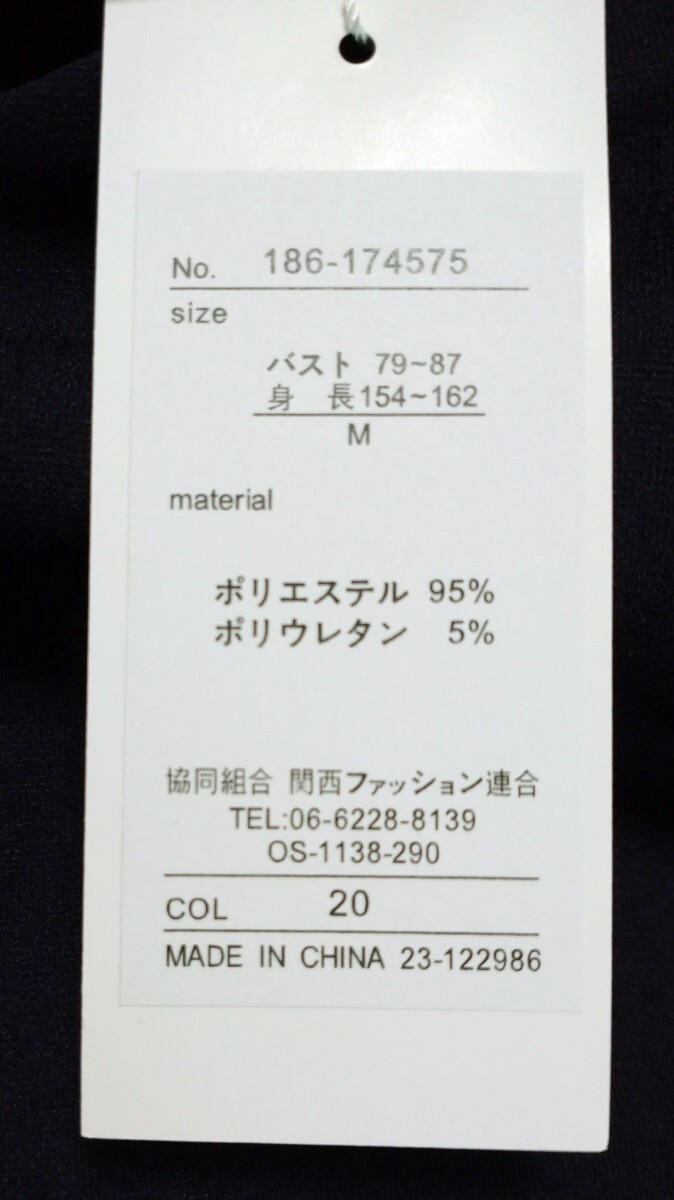 No. 186-174575
size
バスト 79~87
身 長154~162
M
material
ポリエステル 95%
ポリウレタン 5%
協同組合 関西ファッション連合
TEL:06-6228-8139
OS-1138-290
COL 20
MADE IN CHINA 23-122986